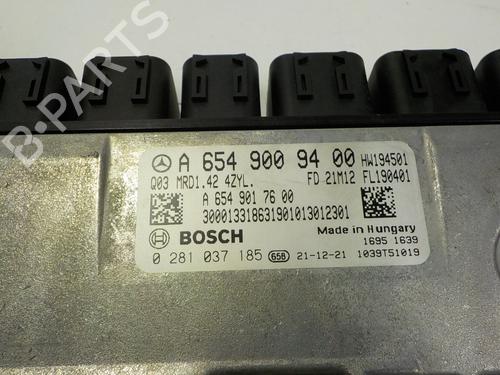 A 654 900 94 00 HW194501
Q03 MRD1.42 4ZYL. FD 21M12 FL190401
A 654 901 76 00
300013318631901013012301
Made in Hungary
BOSCH 1695 1639
0 281 037 185 658 21-12-21 1039T51019
B-PARTS